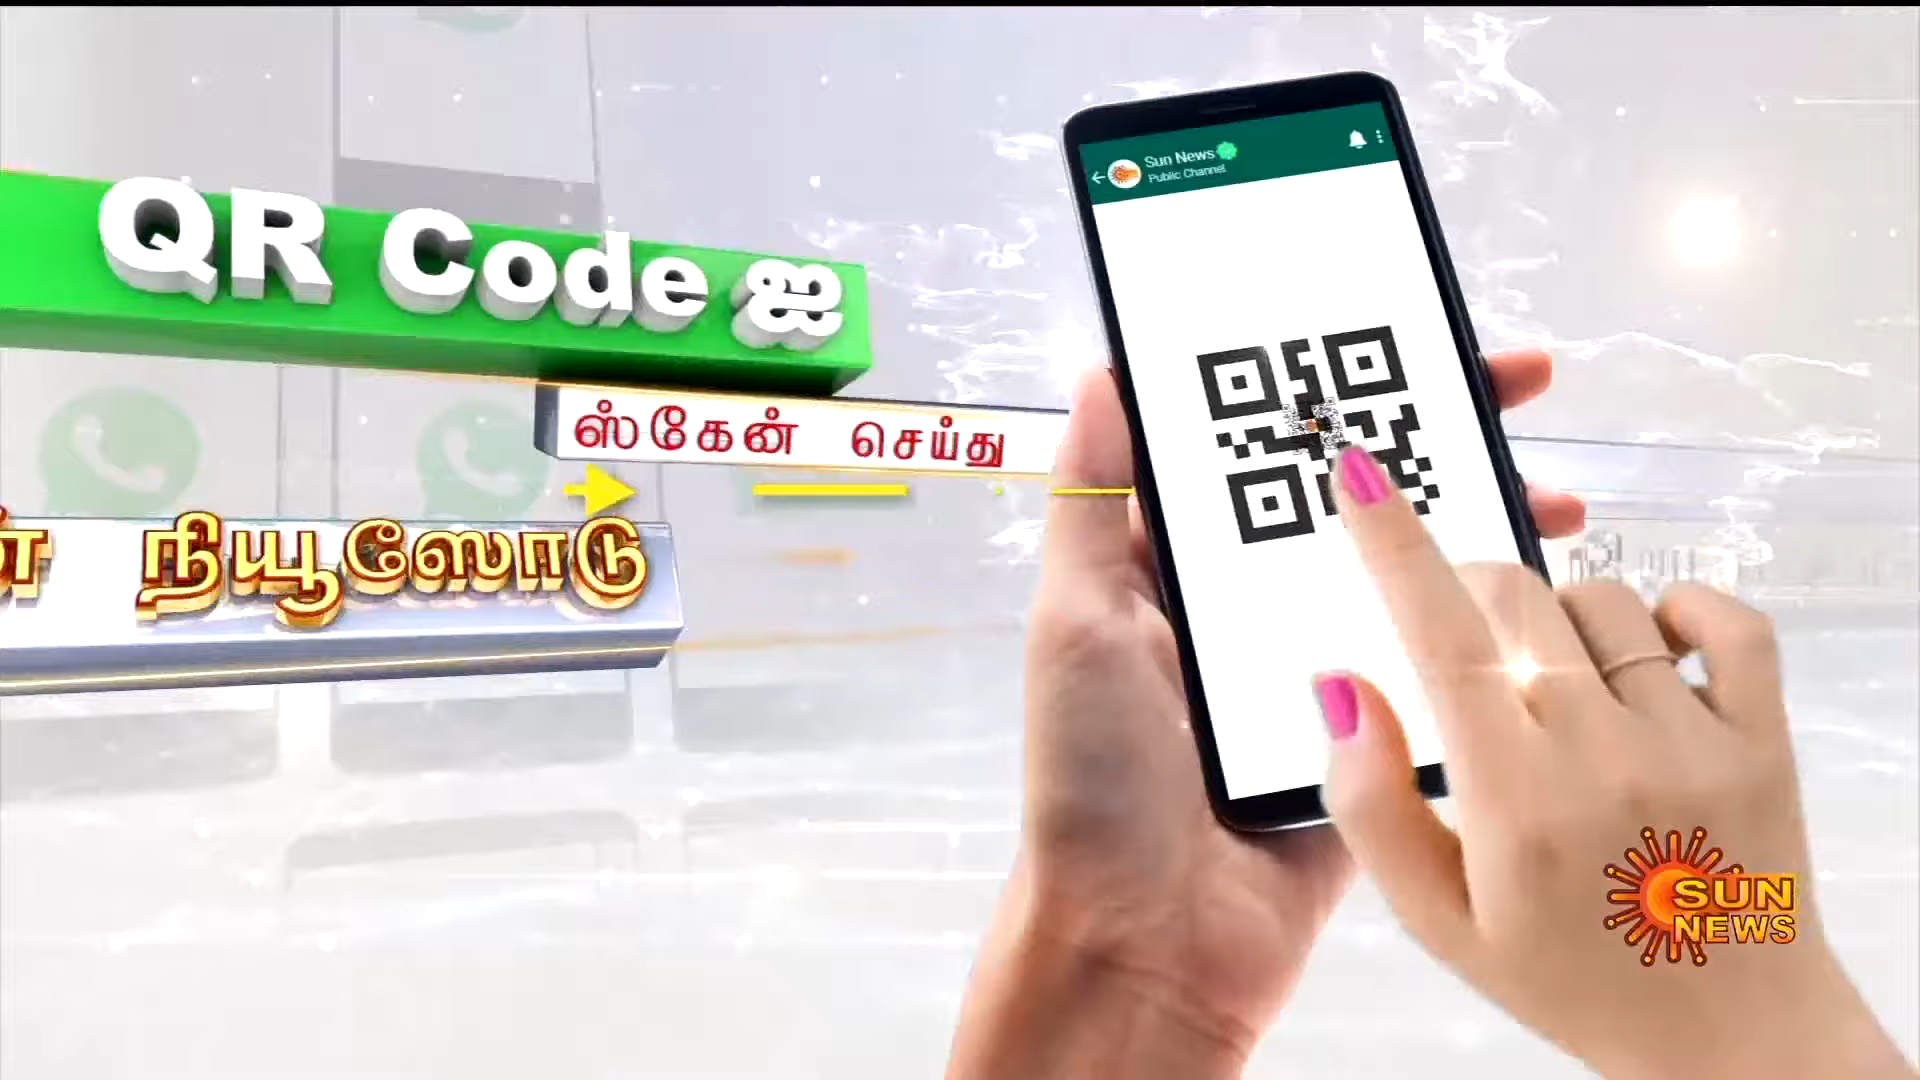 QR Code ஐ
ஸ்கேன் செய்து
நியூஸோடு
Sun News
Public Channel
SUN
NEWS